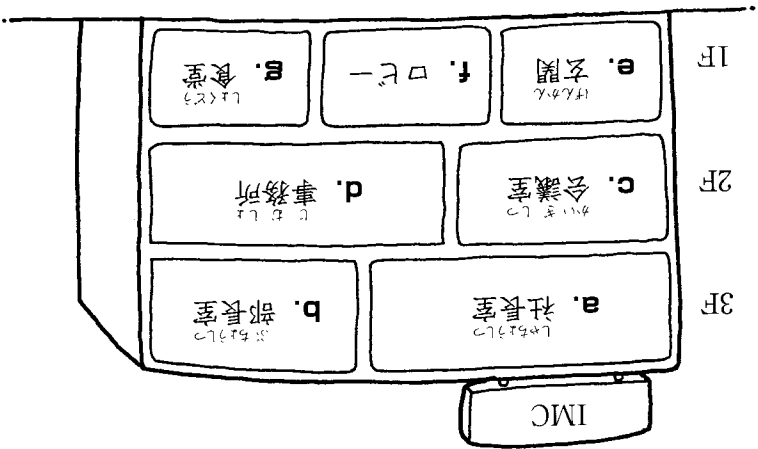 IMC
しゃちょうしつ ぶちょうしつ
3F a. 社長室 b. 部長室
かいぎしつ じむしょ
2F c. 会議室 d. 事務所
げんかん しょくどう
1F e. 玄関 f. ロビー g. 食堂